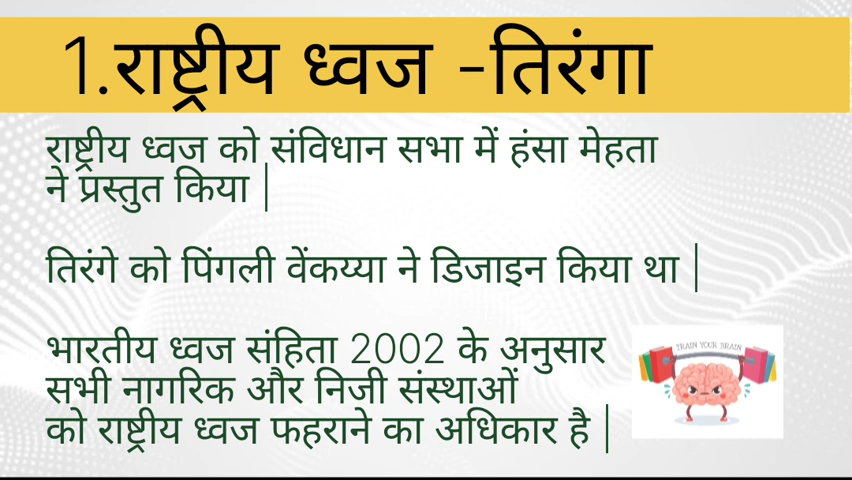 1.राष्ट्रीय ध्वज -तिरंगा
राष्ट्रीय ध्वज को संविधान सभा में हंसा मेहता
ने प्रस्तुत किया |
तिरंगे को पिंगली वेंकय्या ने डिजाइन किया था |
भारतीय ध्वज संहिता 2002 के अनुसार
सभी नागरिक और निजी संस्थाओं
को राष्ट्रीय ध्वज फहराने का अधिकार है |
TRAIN YOUR BRAIN